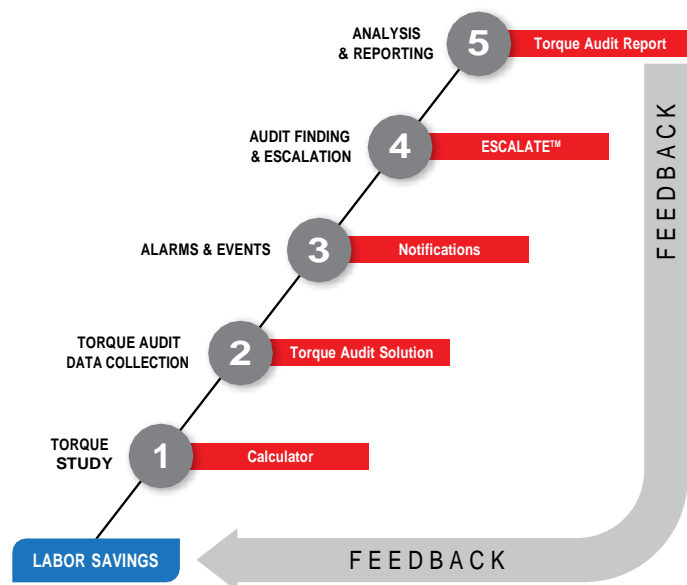 ANALYSIS
& REPORTING
5
Torque Audit Report
AUDIT FINDING
& ESCALATION
4
ESCALATE™
ALARMS & EVENTS
3
Notifications
TORQUE AUDIT
DATA COLLECTION
2
Torque Audit Solution
TORQUE
STUDY
1
Calculator
LABOR SAVINGS
FEEDBACK
FEEDBACK